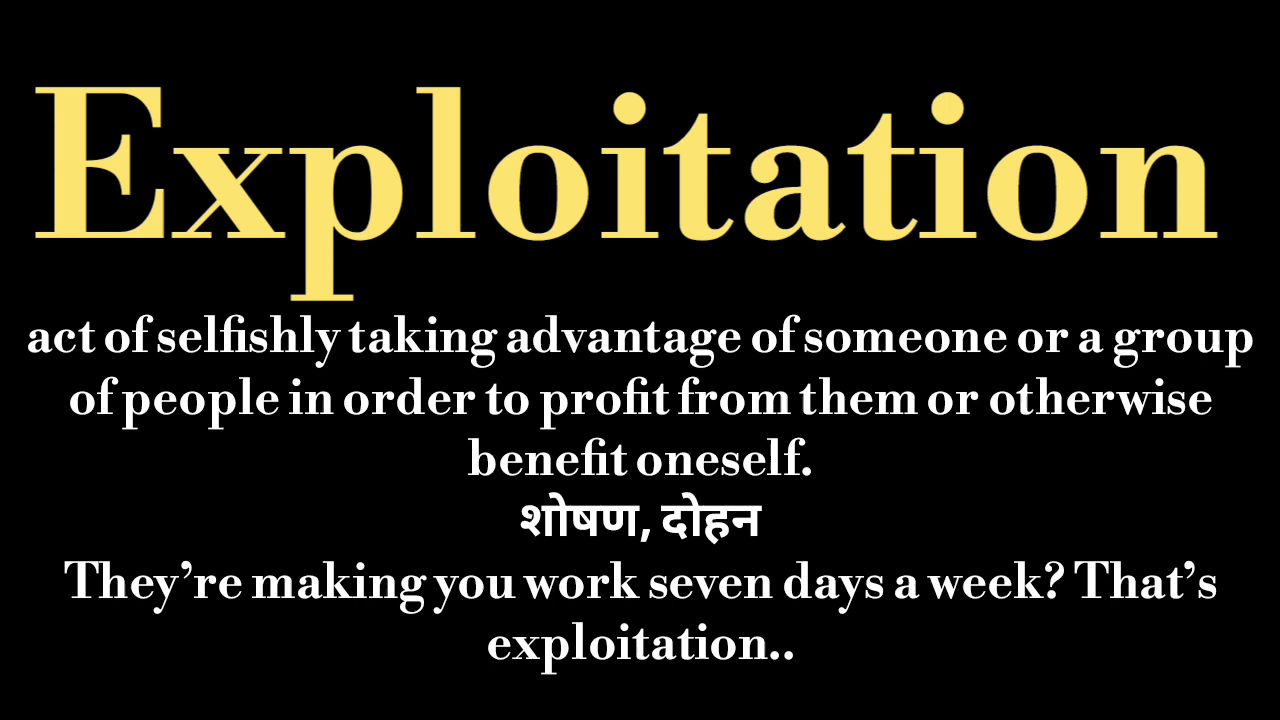 Exploitation
act of selfishly taking advantage of someone or a group
of people in order to profit from them or otherwise
benefit oneself.
शोषण, दोहन
They’re making you work seven days a week? That’s
exploitation..